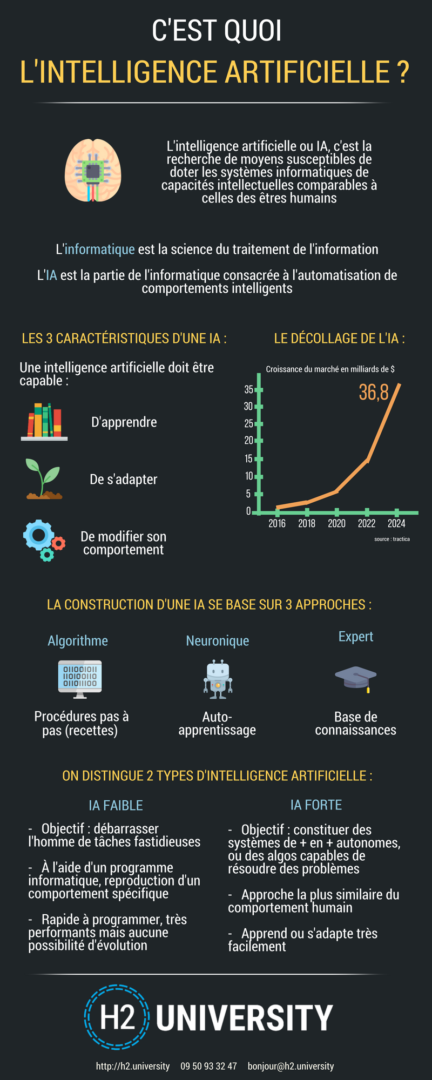 C'EST QUOI
L'INTELLIGENCE ARTIFICIELLE ?
L'intelligence artificielle ou IA, c'est la
recherche de moyens susceptibles de
doter les systèmes informatiques de
capacités intellectuelles comparables à
celles des êtres humains
L'informatique est la science du traitement de l'information
L'IA est la partie de l'informatique consacrée à l'automatisation de
comportements intelligents
LES 3 CARACTÉRISTIQUES D'UNE IA :
Une intelligence artificielle doit être
capable :
D'apprendre
De s'adapter
De modifier son
comportement
LE DÉCOLLAGE DE L'IA :
Croissance du marché en milliards de $
36,8
35
30
25
20
15
10
5
0
2016 2018 2020 2022 2024
source : tractica
LA CONSTRUCTION D'UNE IA SE BASE SUR 3 APPROCHES :
Algorithme
Procédures pas à
pas (recettes)
Neuronique
Auto-
apprentissage
Expert
Base de
connaissances
ON DISTINGUE 2 TYPES D'INTELLIGENCE ARTIFICIELLE :
IA FAIBLE
- Objectif : débarrasser
l'homme de tâches fastidieuses
- À l'aide d'un programme
informatique, reproduction d'un
comportement spécifique
- Rapide à programmer, très
performants mais aucune
possibilité d'évolution
IA FORTE
- Objectif : constituer des
systèmes de + en + autonomes,
ou des algos capables de
résoudre des problèmes
- Approche la plus similaire du
comportement humain
- Apprend ou s'adapte très
facilement
H2 UNIVERSITY
http://h2.university 09 50 93 32 47 bonjour@h2.university